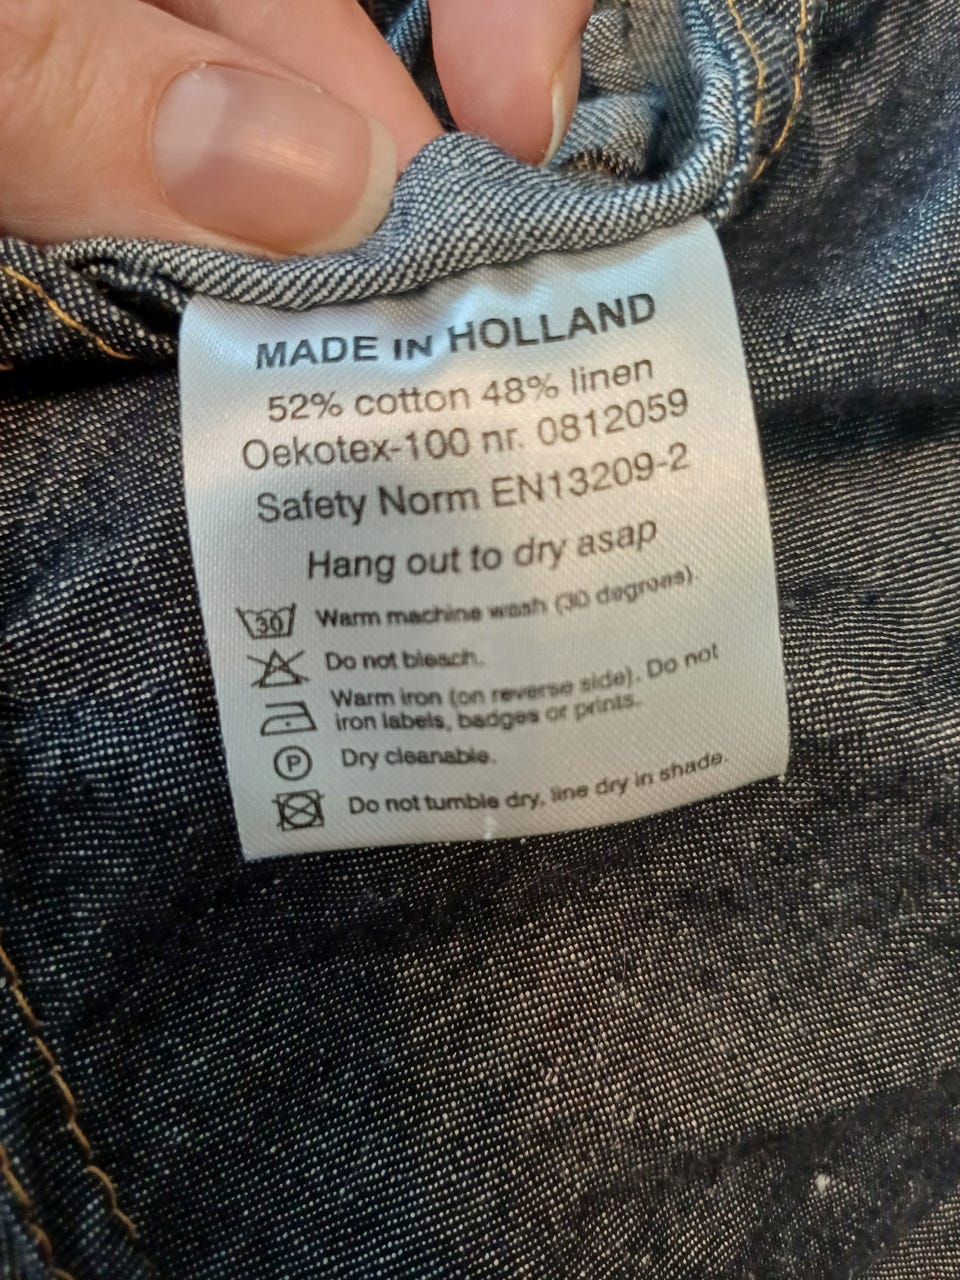 MADE IN HOLLAND
52% cotton 48% linen
Oekotex-100 nr. 0812059
Safety Norm EN13209-2
Hang out to dry asap
30 Warm machine wash (30 degrees).
Do not bleach.
Warm iron (on reverse side). Do not
iron labels, badges or prints.
P Dry cleanable.
Do not tumble dry, line dry in shade.